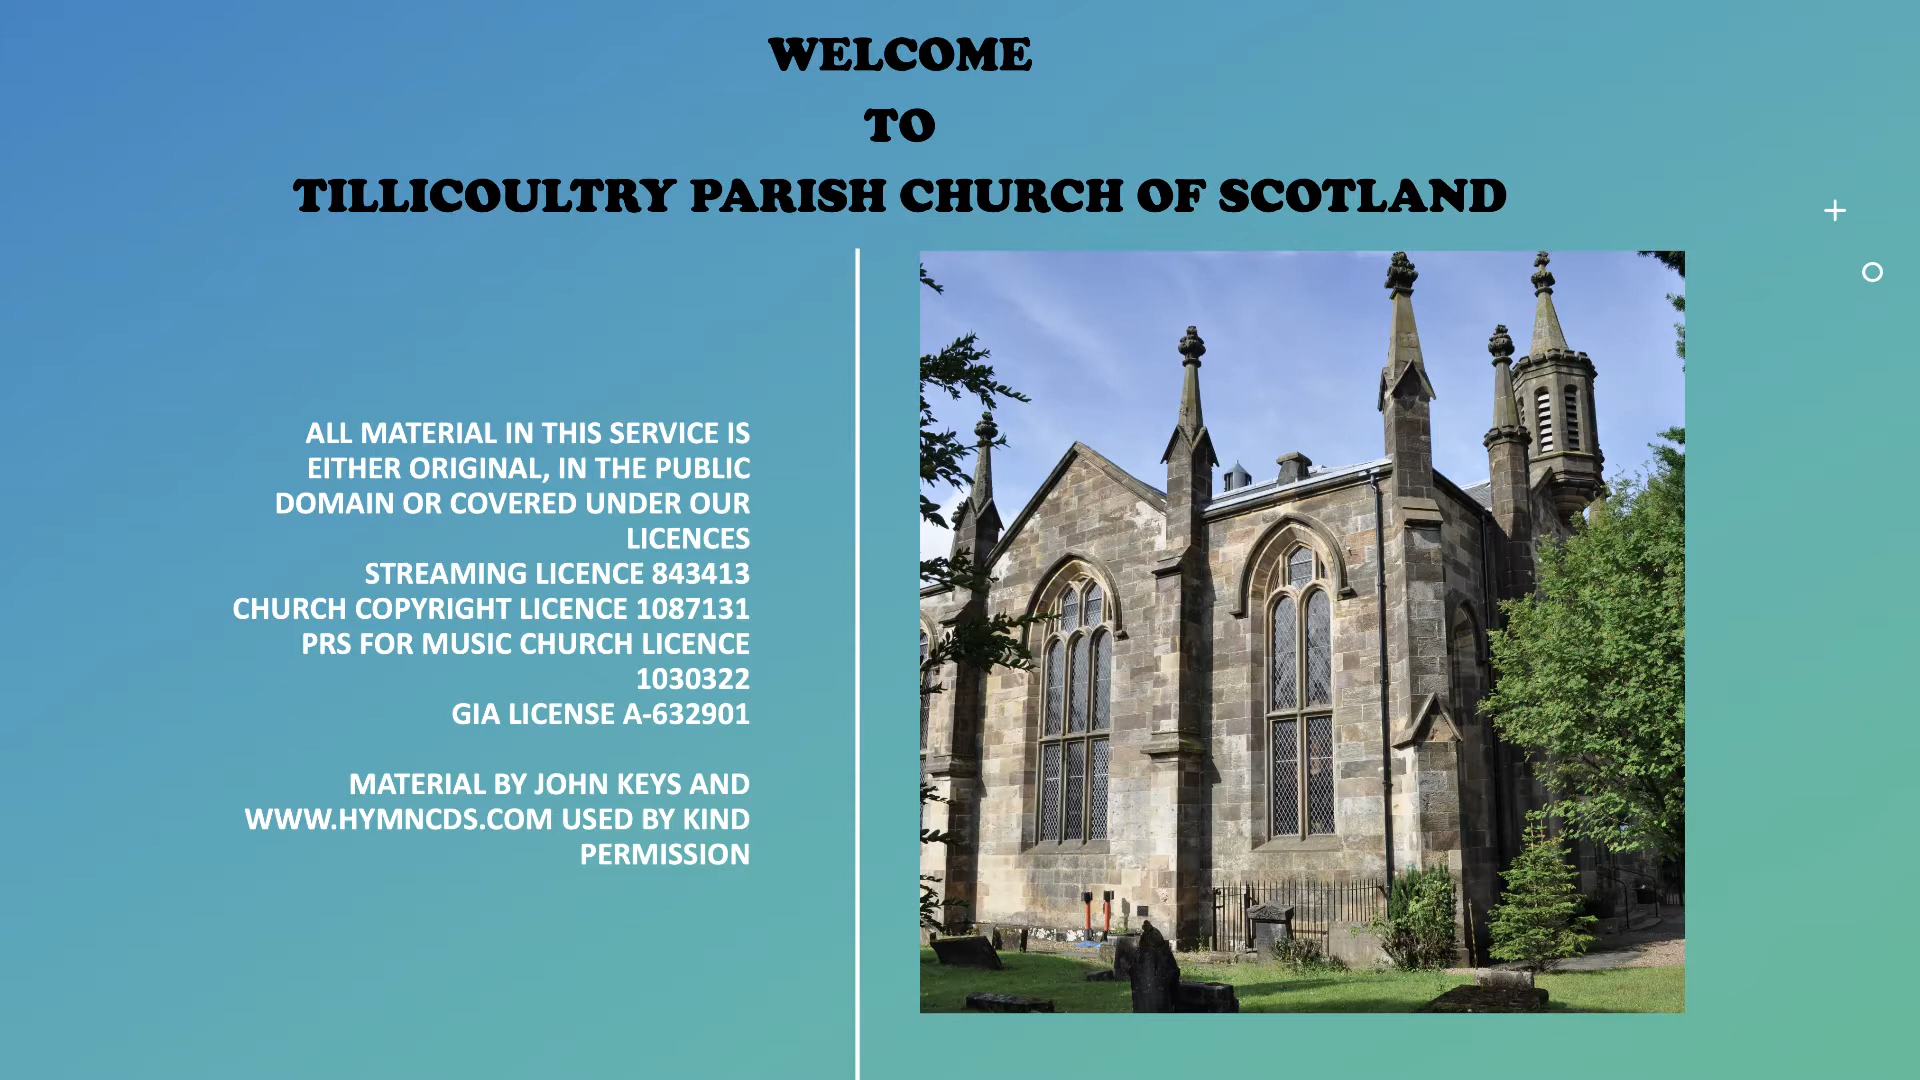 WELCOME
TO
TILLICOULTRY PARISH CHURCH OF SCOTLAND
ALL MATERIAL IN THIS SERVICE IS
EITHER ORIGINAL, IN THE PUBLIC
DOMAIN OR COVERED UNDER OUR
LICENCES
STREAMING LICENCE 843413
CHURCH COPYRIGHT LICENCE 1087131
PRS FOR MUSIC CHURCH LICENCE
1030322
GIA LICENSE A-632901
MATERIAL BY JOHN KEYS AND
WWW.HYMNCDS.COM USED BY KIND
PERMISSION